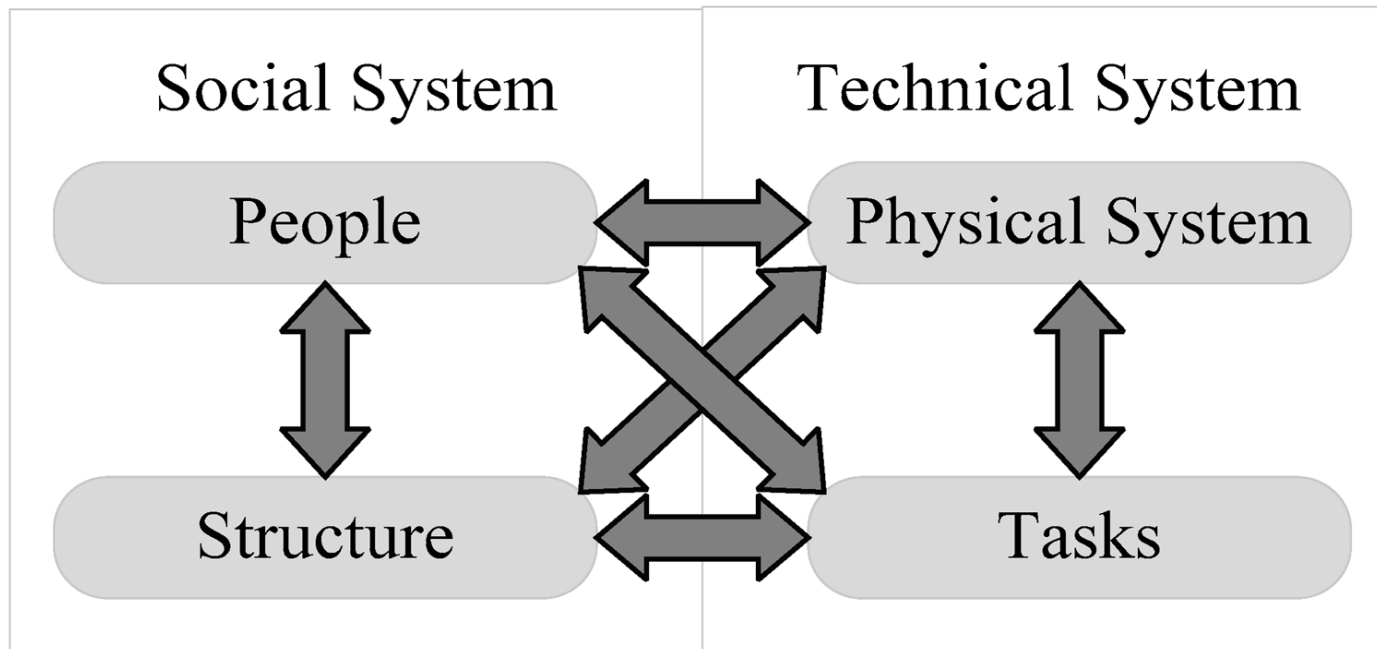 Social System
Technical System
People
Physical System
Structure
Tasks